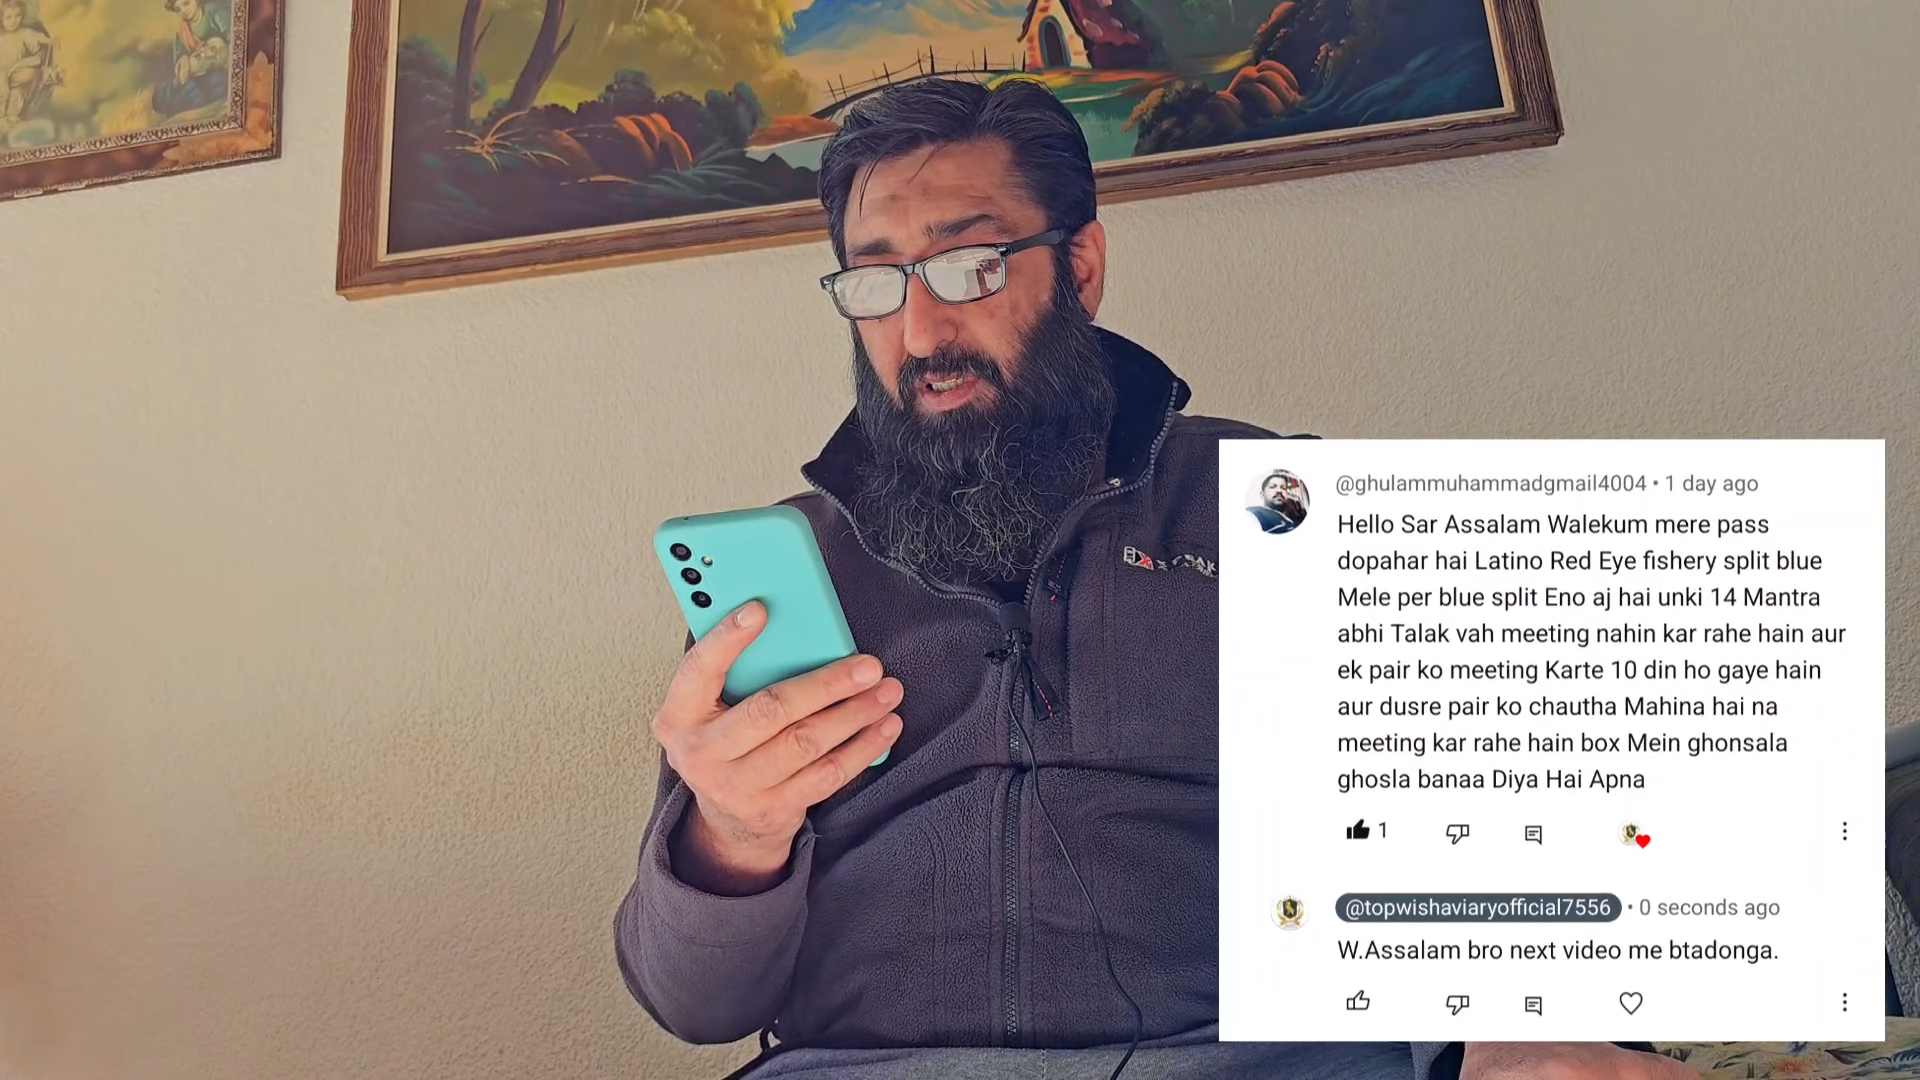 @ghulammuhammadgmail4004 • 1 day ago
Hello Sar Assalam Walekum mere pass
dopahar hai Latino Red Eye fishery split blue
Mele per blue split Eno aj hai unki 14 Mantra
abhi Talak vah meeting nahin kar rahe hain aur
ek pair ko meeting Karte 10 din ho gaye hain
aur dusre pair ko chautha Mahina hai na
meeting kar rahe hain box Mein ghonsala
ghosla banaa Diya Hai Apna
1
@topwishaviaryofficial7556 • 0 seconds ago
W.Assalam bro next video me btadonga.